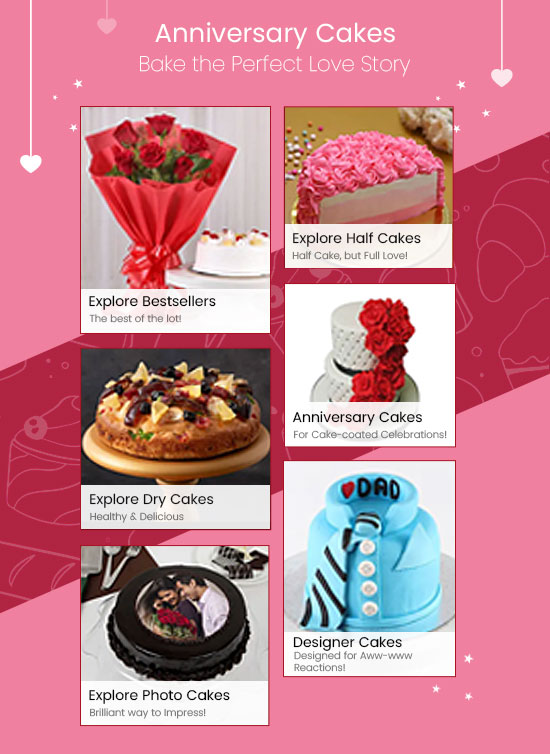 Anniversary Cakes
Bake the Perfect Love Story
Explore Bestsellers
The best of the lot!
Explore Half Cakes
Half Cake, but Full Love!
Anniversary Cakes
For Cake-coated Celebrations!
Explore Dry Cakes
Healthy & Delicious
DAD
Designer Cakes
Designed for Aww-www
Reactions!
Explore Photo Cakes
Brilliant way to Impress!